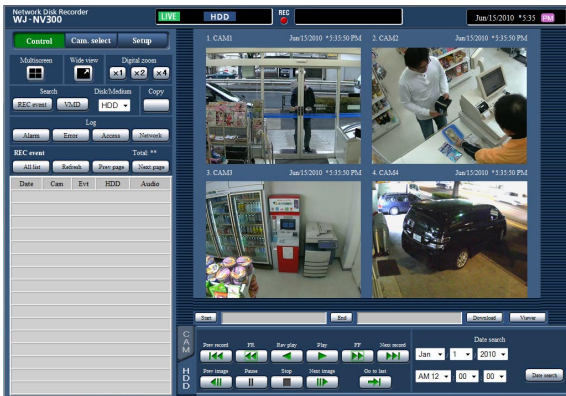 Network Disk Recorder
WJ-NV300
LIVE HDD REC Jun/15/2010 *5:35 PM
Control Cam. select Setup
Multiscreen Wide view Digital zoom
x1 x2 x4
Search Disk/Medium Copy
REC event VMD HDD
Log
Alarm Error Access Network
REC event Total: **
All list Refresh Prev page Next page
Date Cam Evt HDD Audio
1. CAM1 Jun/15/2010 *5:35:50 PM
2. CAM2 Jun/15/2010 *5:35:50 PM
3. CAM3 Jun/15/2010 *5:35:50 PM
4. CAM4 Jun/15/2010 *5:35:50 PM
Start End Download Viewer
CAM
HDD
Prev record FR Rev play Play FF Next record
Prev image Pause Stop Next image Go to last
Date search
Jan 1 2010
AM 12 00 00 Date search